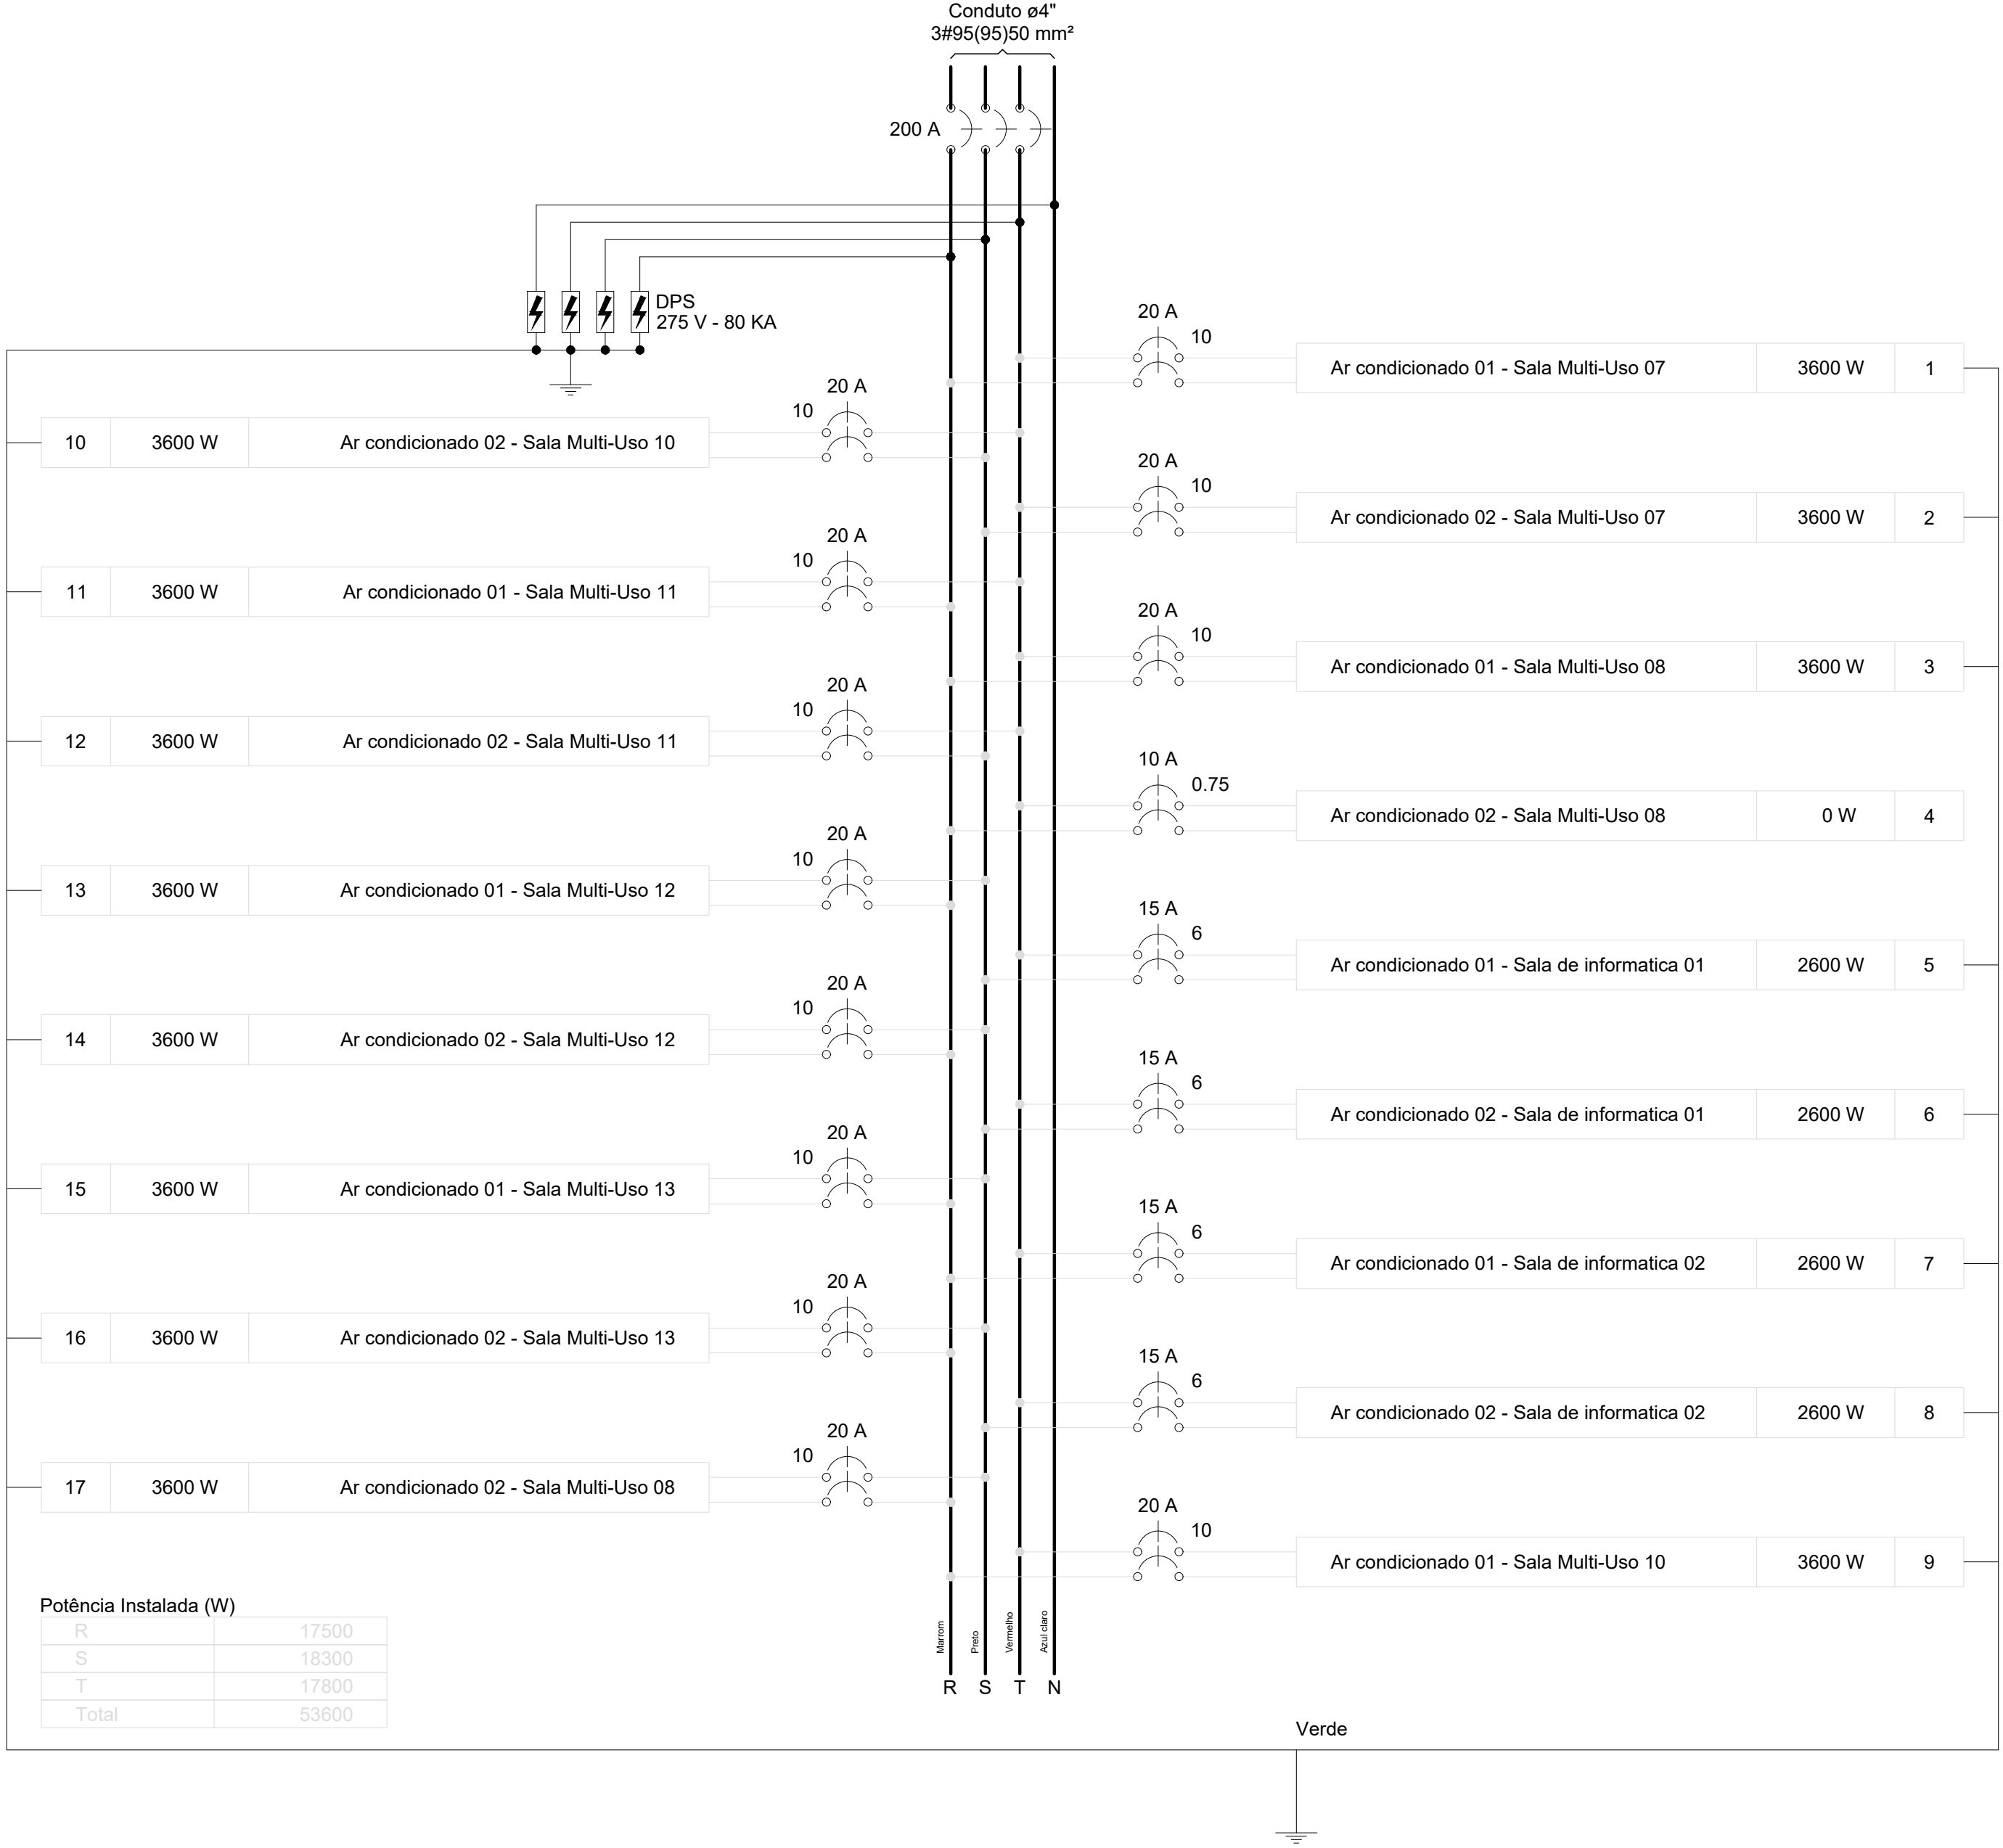 Conduto ø4"
3#95(95)50 mm²
200 A
DPS
275 V - 80 KA
20 A
10
Ar condicionado 01 - Sala Multi-Uso 07 3600 W 1
20 A
10
10 3600 W Ar condicionado 02 - Sala Multi-Uso 10
20 A
10
Ar condicionado 02 - Sala Multi-Uso 07 3600 W 2
20 A
10
11 3600 W Ar condicionado 01 - Sala Multi-Uso 11
20 A
10
Ar condicionado 01 - Sala Multi-Uso 08 3600 W 3
20 A
10
12 3600 W Ar condicionado 02 - Sala Multi-Uso 11
10 A
0.75
Ar condicionado 02 - Sala Multi-Uso 08 0 W 4
20 A
10
13 3600 W Ar condicionado 01 - Sala Multi-Uso 12
15 A
6
Ar condicionado 01 - Sala de informatica 01 2600 W 5
20 A
10
14 3600 W Ar condicionado 02 - Sala Multi-Uso 12
15 A
6
Ar condicionado 02 - Sala de informatica 01 2600 W 6
20 A
10
15 3600 W Ar condicionado 01 - Sala Multi-Uso 13
15 A
6
Ar condicionado 01 - Sala de informatica 02 2600 W 7
20 A
10
16 3600 W Ar condicionado 02 - Sala Multi-Uso 13
15 A
6
Ar condicionado 02 - Sala de informatica 02 2600 W 8
20 A
10
17 3600 W Ar condicionado 02 - Sala Multi-Uso 08
20 A
10
Ar condicionado 01 - Sala Multi-Uso 10 3600 W 9
Potência Instalada (W)
R 17500
S 18300
T 17800
Total 53600
Marrom
Preto
Vermelho
Azul claro
R S T N
Verde